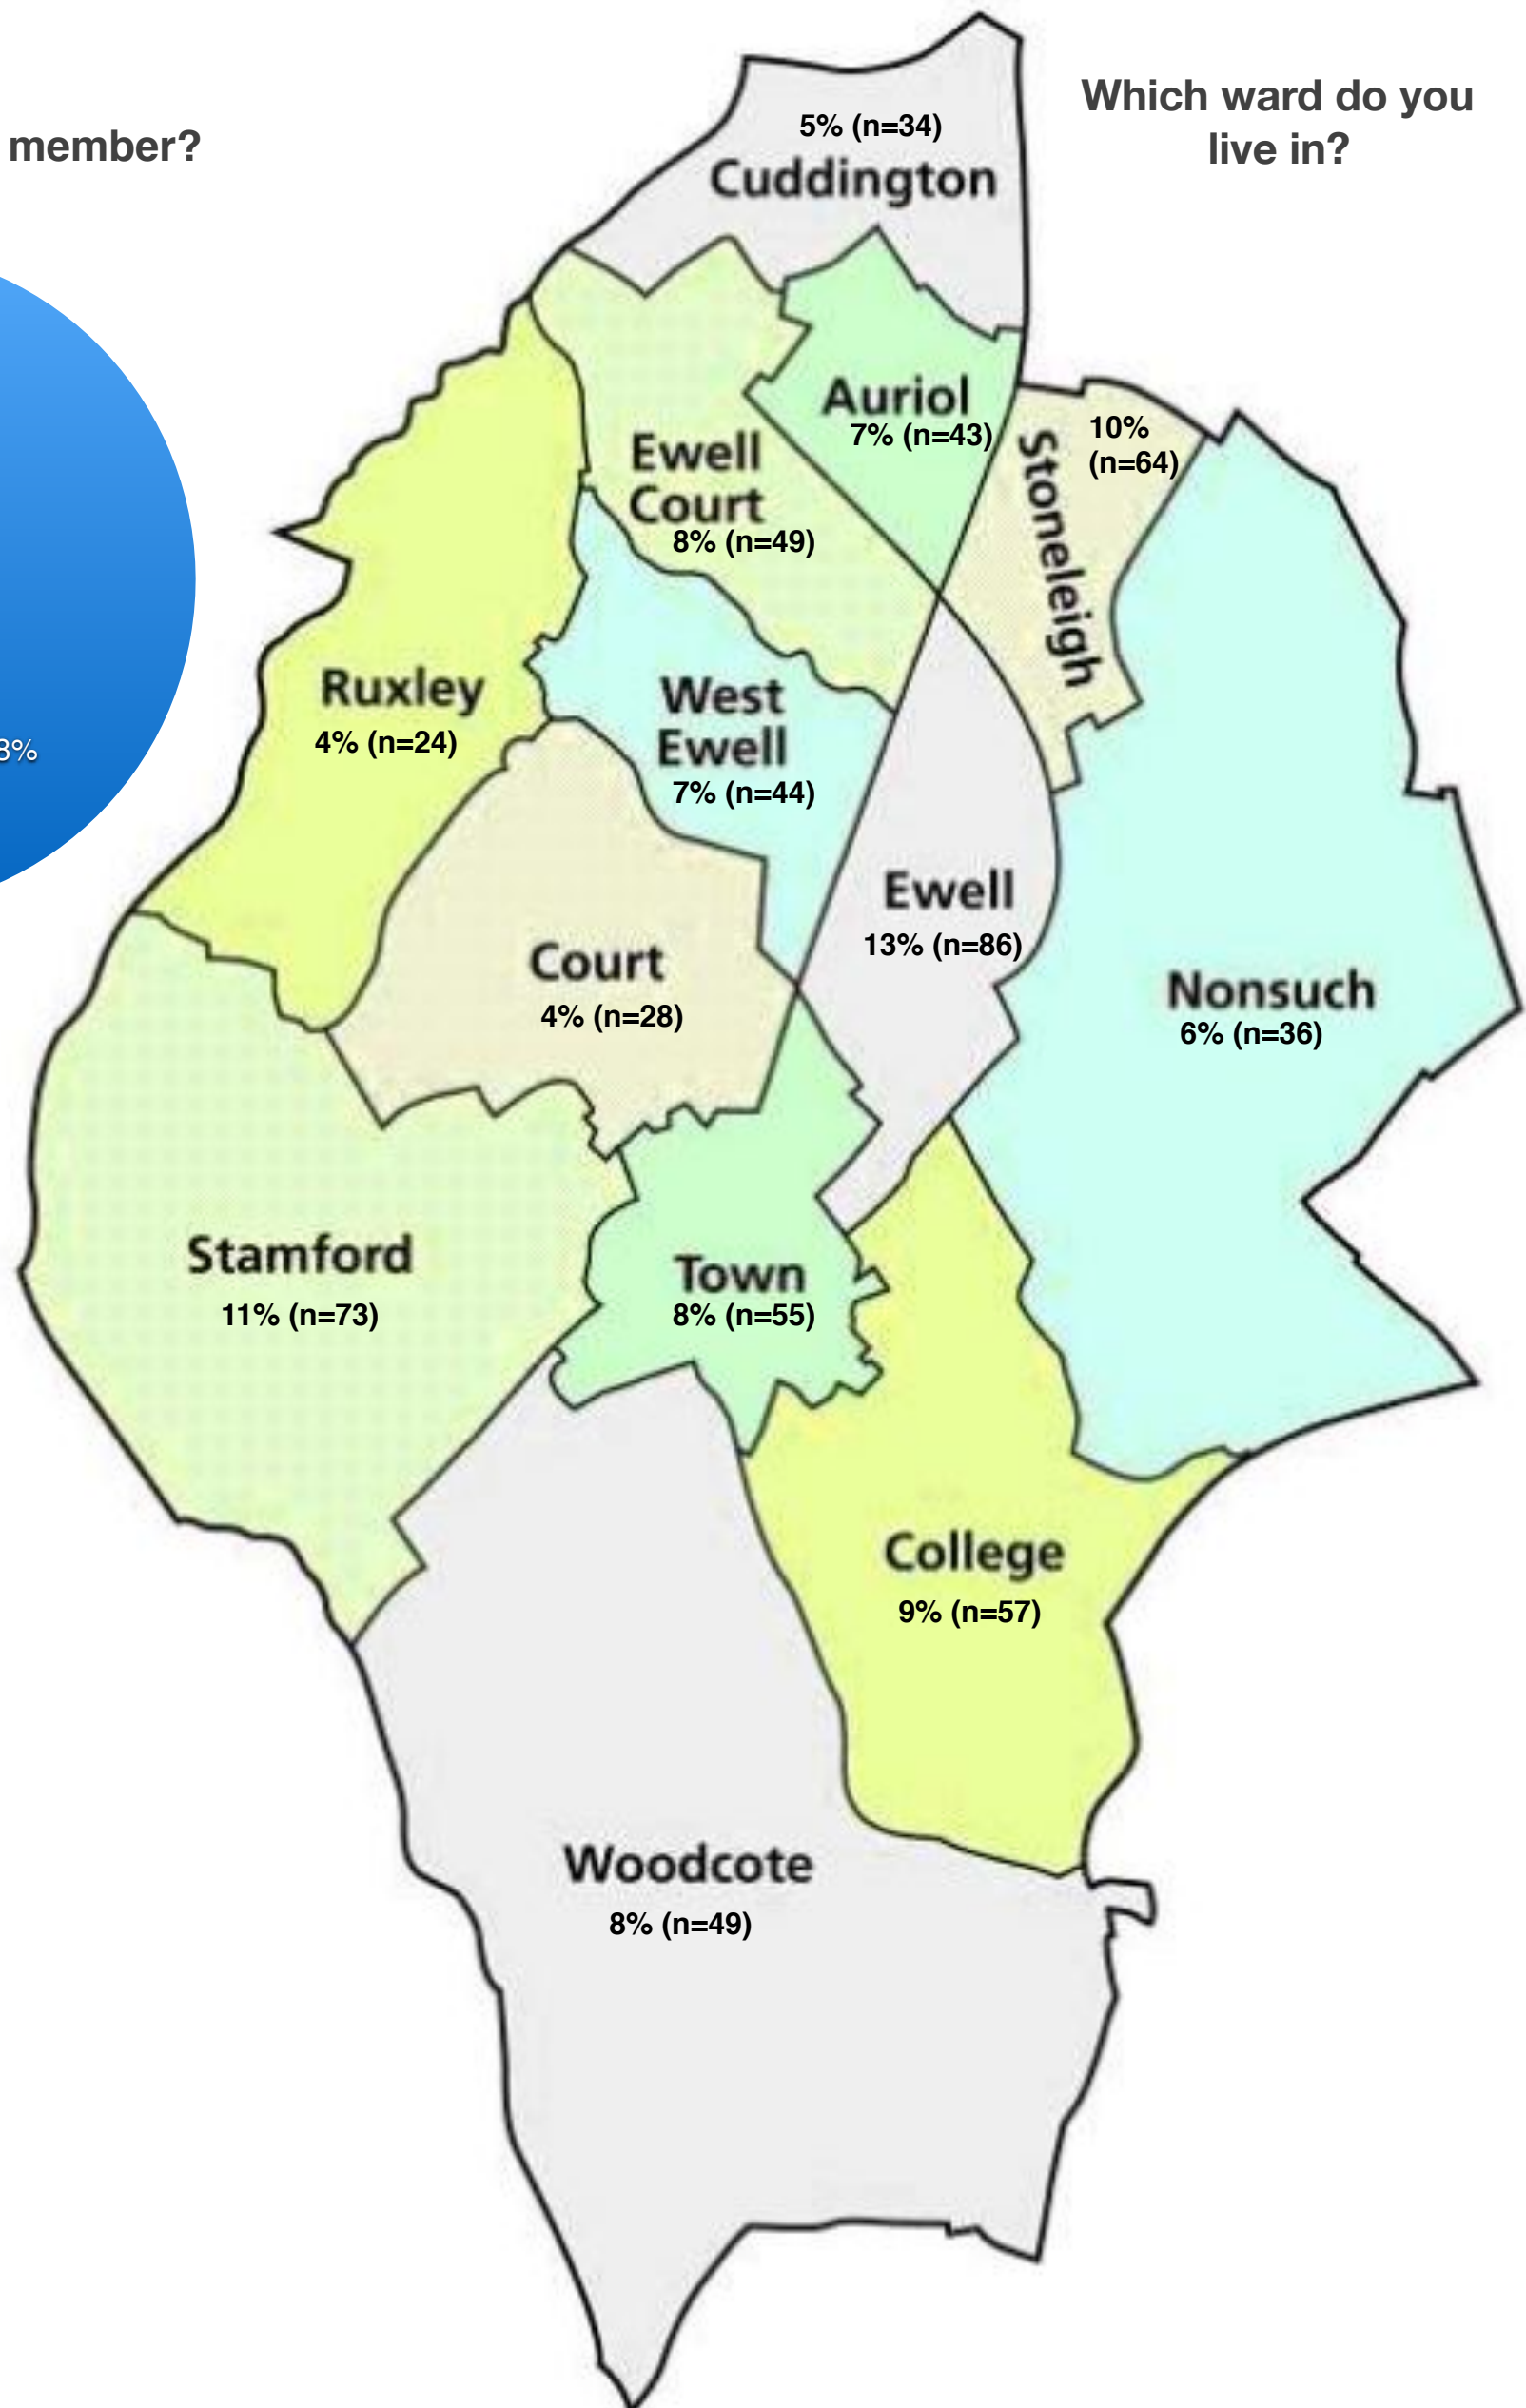 member?
8%
Which ward do you
live in?
5% (n=34)
Cuddington
Auriol
7% (n=43)
10%
(n=64)
Stoneleigh
Ewell
Court
8% (n=49)
Ruxley
4% (n=24)
West
Ewell
7% (n=44)
Ewell
13% (n=86)
Court
4% (n=28)
Nonsuch
6% (n=36)
Stamford
11% (n=73)
Town
8% (n=55)
College
9% (n=57)
Woodcote
8% (n=49)